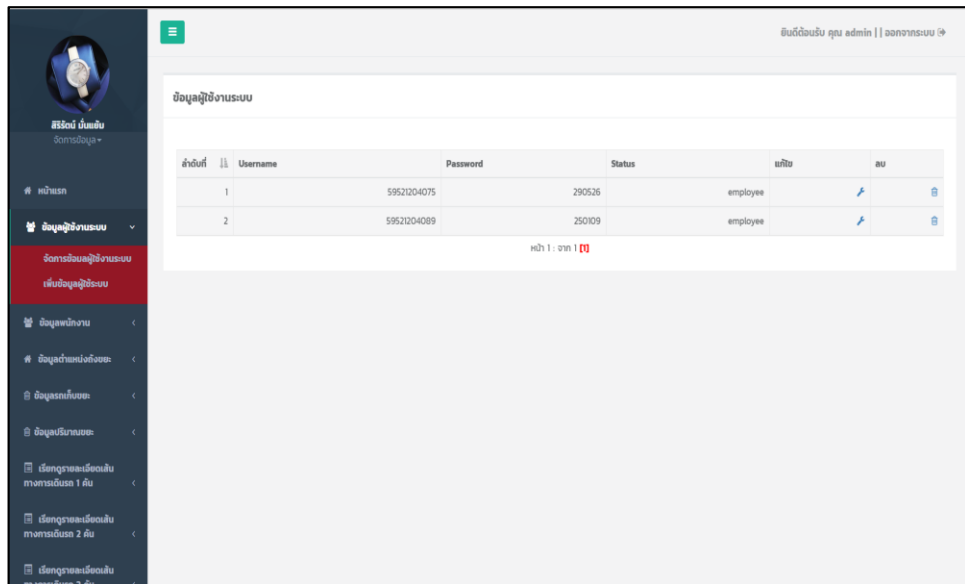 ยินดีต้อนรับ คุณ admin | | ออกจากระบบ
สิริรัตน์ มั่นแย้ม
จัดการข้อมูล
หน้าแรก
ข้อมูลผู้ใช้งานระบบ
จัดการข้อมูลผู้ใช้งานระบบ
เพิ่มข้อมูลผู้ใช้ระบบ
ข้อมูลพนักงาน
ข้อมูลตำแหน่งถังขยะ
ข้อมูลรถเก็บขยะ
ข้อมูลปริมาณขยะ
เรียกดูรายละเอียดเส้น
ทางการเดินรถ 1 คัน
เรียกดูรายละเอียดเส้น
ทางการเดินรถ 2 คัน
เรียกดูรายละเอียดเส้น
ข้อมูลผู้ใช้งานระบบ
ลำดับที่ Username Password Status แก้ไข ลบ
1 59521204075 290526 employee
2 59521204089 250109 employee
หน้า 1 : จาก 1 [1]